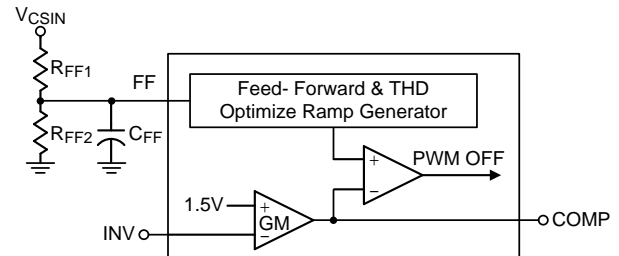 VCSIN
RFF1
FF
Feed- Forward & THD
Optimize Ramp Generator
RFF2
CFF
+
PWM OFF
−
1.5V
+
GM
−
INV
COMP